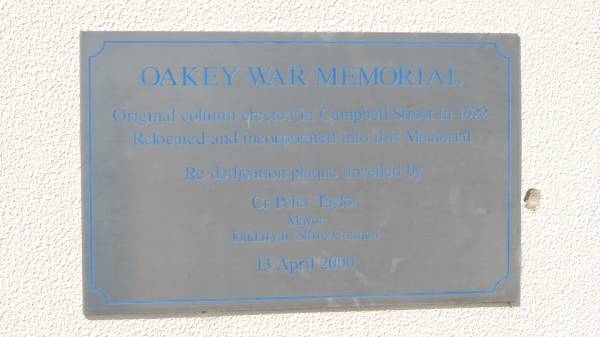 OAKEY WAR MEMORIAL
Original column erected in Campbell Street in 1922
Relocated and incorporated into this Memorial
Re-dedication plaque unveiled by
Cr Peter Taylor
Mayor
Jondaryan Shire Council
13 April 2000